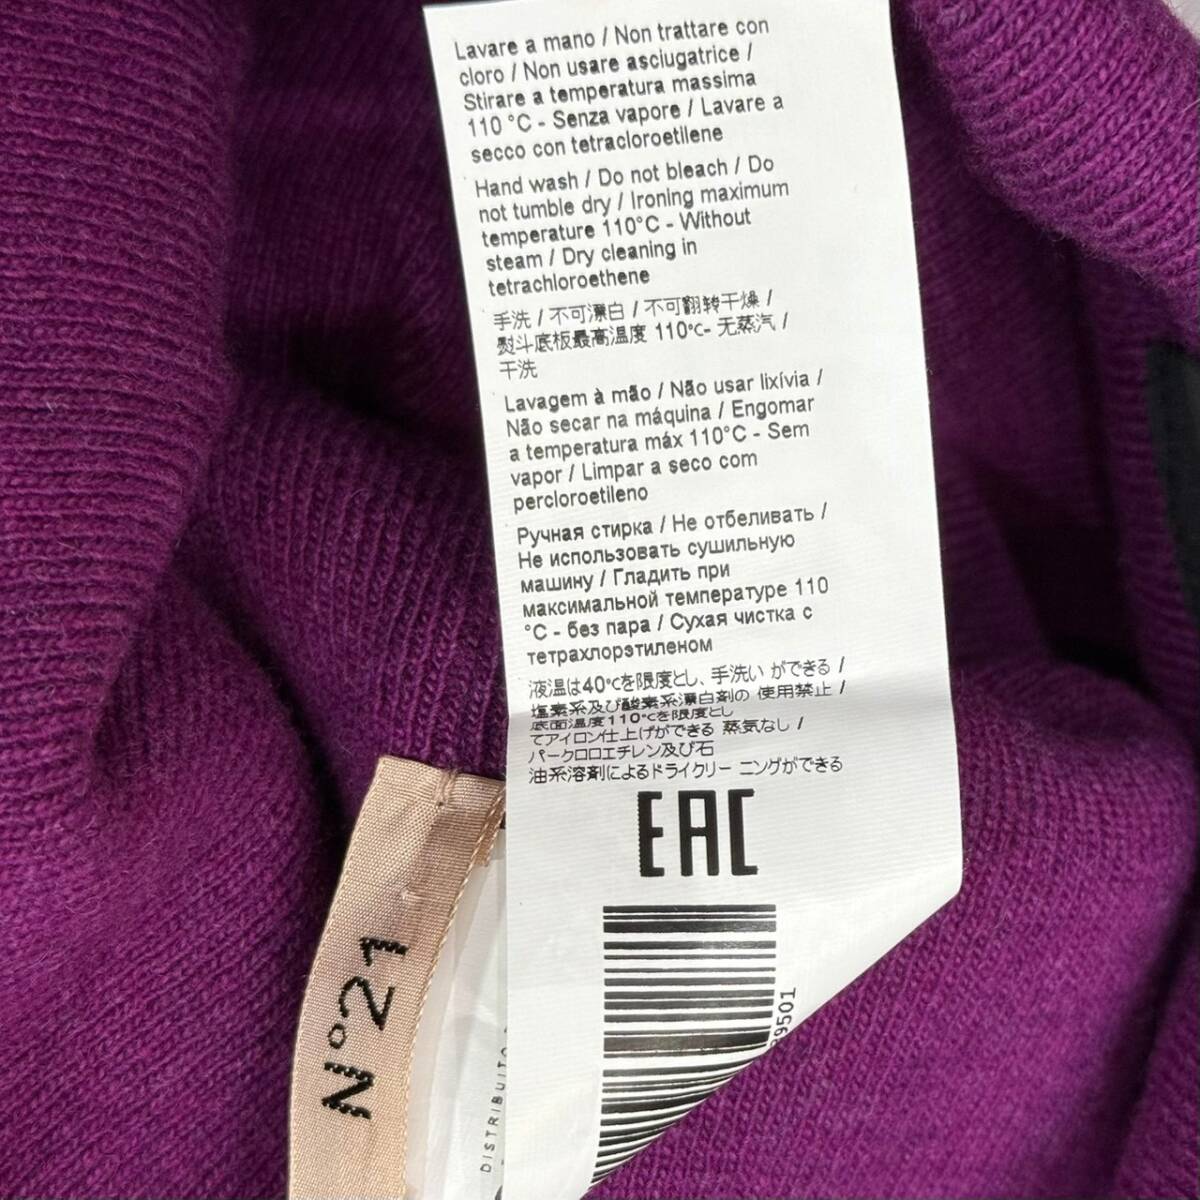 Lavare a mano / Non trattare con
cloro / Non usare asciugatrice /
Stirare a temperatura massima
110 °C - Senza vapore / Lavare a
secco con tetracloroetilene
Hand wash / Do not bleach / Do
not tumble dry / Ironing maximum
temperature 110°C - Without
steam / Dry cleaning in
tetrachloroethene
手洗 / 不可漂白 / 不可翻转干燥 /
熨斗底板最高温度 110°C- 无蒸汽 /
干洗
Lavagem à mão / Não usar lixívia /
Não secar na máquina / Engomar
a temperatura máx 110°C - Sem
vapor / Limpar a seco com
percloroetileno
Ручная стирка / Не отбеливать /
Не использовать сушильную
машину / Гладить при
максимальной температуре 110
°C - без пара / Сухая чистка с
тетрахлорэтиленом
液温は40℃を限度とし、手洗い ができる /
塩素系及び酸素系漂白剤の 使用禁止 /
底面温度110℃を限度とし
てアイロン仕上げができる 蒸気なし /
パークロロエチレン及び石
油系溶剤によるドライクリー ニングができる
EAC
9501
N°21
DISTRIBUITO